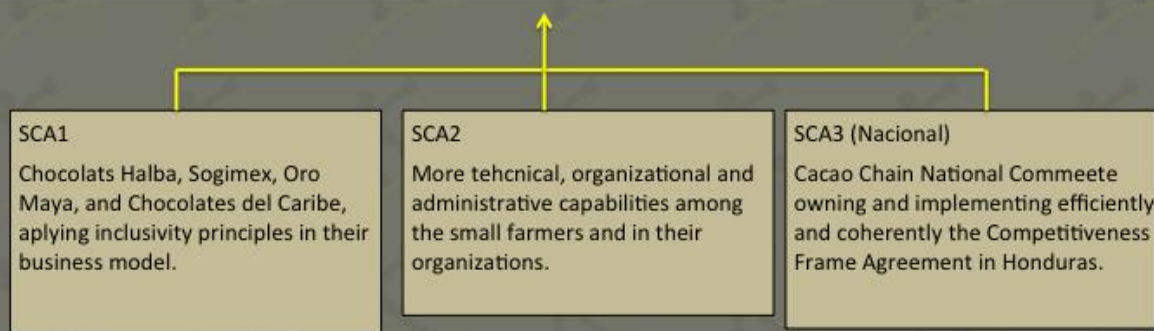 SCA1
Chocolats Halba, Sogimex, Oro
Maya, and Chocolates del Caribe,
aplying inclusivity principles in their
business model.
SCA2
More tehcnical, organizational and
administrative capabilities among
the small farmers and in their
organizations.
SCA3 (Nacional)
Cacao Chain National Commeete
owning and implementing efficiently
and coherently the Competitiveness
Frame Agreement in Honduras.